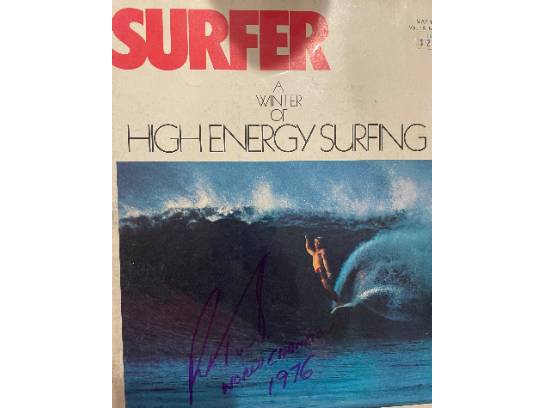 SURFER
A
WINTER
OF
HIGH ENERGY SURFING
WORLD CHAMPION
1976